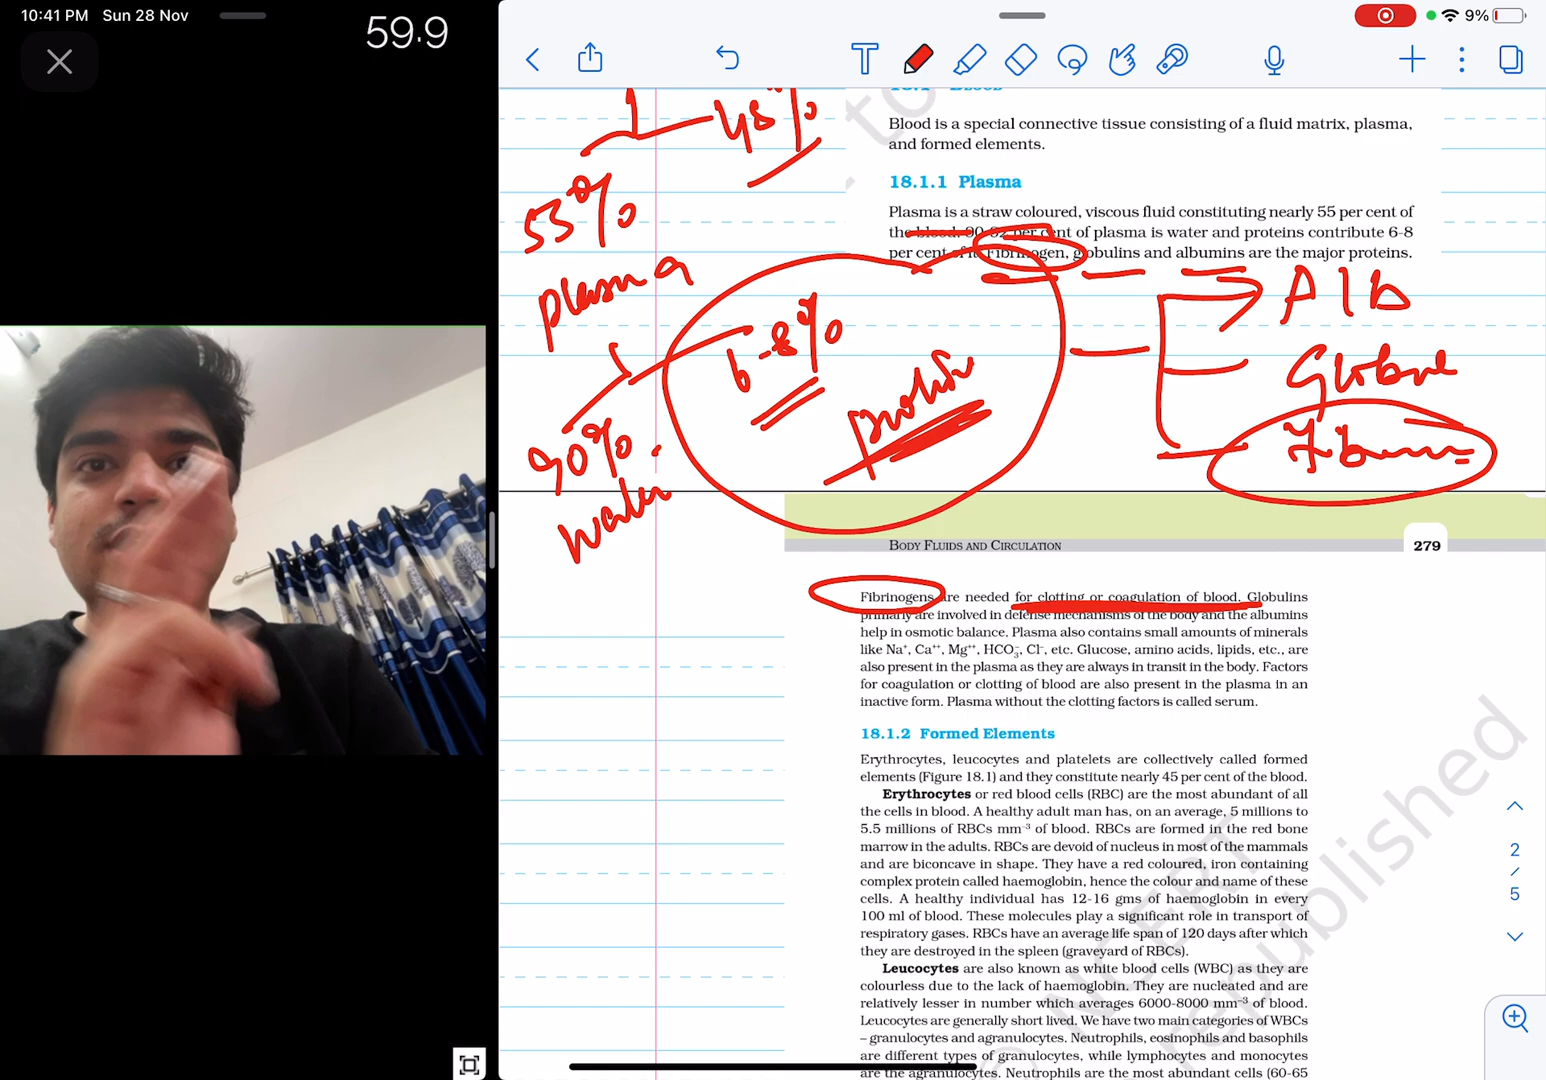 10:41 PM Sun 28 Nov
59.9
9%
18.1 Blood
Blood is a special connective tissue consisting of a fluid matrix, plasma,
and formed elements.
18.1.1 Plasma
Plasma is a straw coloured, viscous fluid constituting nearly 55 per cent of
the blood. 90-92 per cent of plasma is water and proteins contribute 6-8
per cent of it. Fibrinogen, globulins and albumins are the major proteins.
45%
55%
plasma
6-8%
protein
90%
water
Alb
Globul
BODY FLUIDS AND CIRCULATION
279
Fibrinogens are needed for clotting or coagulation of blood. Globulins
primarly are involved in defense mechanisms of the body and the albumins
help in osmotic balance. Plasma also contains small amounts of minerals
like Na⁺, Ca⁺⁺, Mg⁺⁺, HCO₃⁻, Cl⁻, etc. Glucose, amino acids, lipids, etc., are
also present in the plasma as they are always in transit in the body. Factors
for coagulation or clotting of blood are also present in the plasma in an
inactive form. Plasma without the clotting factors is called serum.
18.1.2 Formed Elements
Erythrocytes, leucocytes and platelets are collectively called formed
elements (Figure 18.1) and they constitute nearly 45 per cent of the blood.
Erythrocytes or red blood cells (RBC) are the most abundant of all
the cells in blood. A healthy adult man has, on an average, 5 millions to
5.5 millions of RBCs mm⁻³ of blood. RBCs are formed in the red bone
marrow in the adults. RBCs are devoid of nucleus in most of the mammals
and are biconcave in shape. They have a red coloured, iron containing
complex protein called haemoglobin, hence the colour and name of these
cells. A healthy individual has 12-16 gms of haemoglobin in every
100 ml of blood. These molecules play a significant role in transport of
respiratory gases. RBCs have an average life span of 120 days after which
they are destroyed in the spleen (graveyard of RBCs).
Leucocytes are also known as white blood cells (WBC) as they are
colourless due to the lack of haemoglobin. They are nucleated and are
relatively lesser in number which averages 6000-8000 mm⁻³ of blood.
Leucocytes are generally short lived. We have two main categories of WBCs
– granulocytes and agranulocytes. Neutrophils, eosinophils and basophils
are different types of granulocytes, while lymphocytes and monocytes
are the agranulocytes. Neutrophils are the most abundant cells (60-65
© NCERT
republished
to
2
/
5